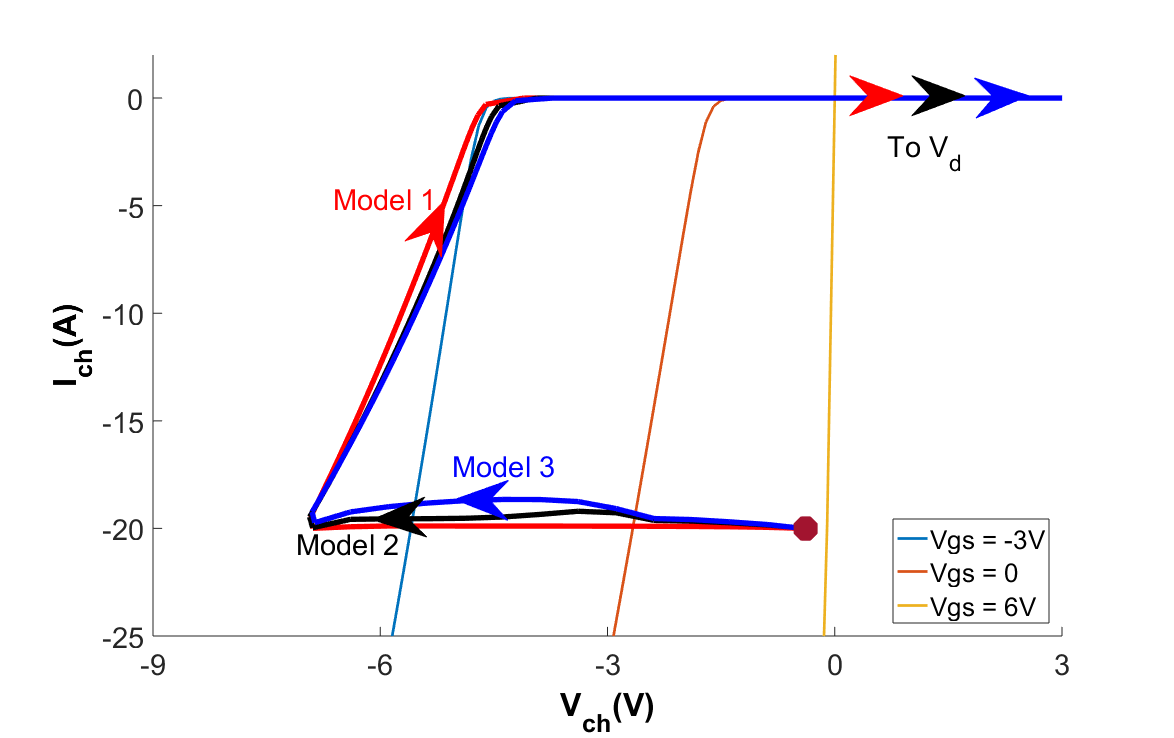 0
To V_d
Model 1
-5
-10
I_ch(A)
-15
Model 3
-20
Model 2
Vgs = -3V
Vgs = 0
Vgs = 6V
-25
-9 -6 -3 0 3
V_ch(V)